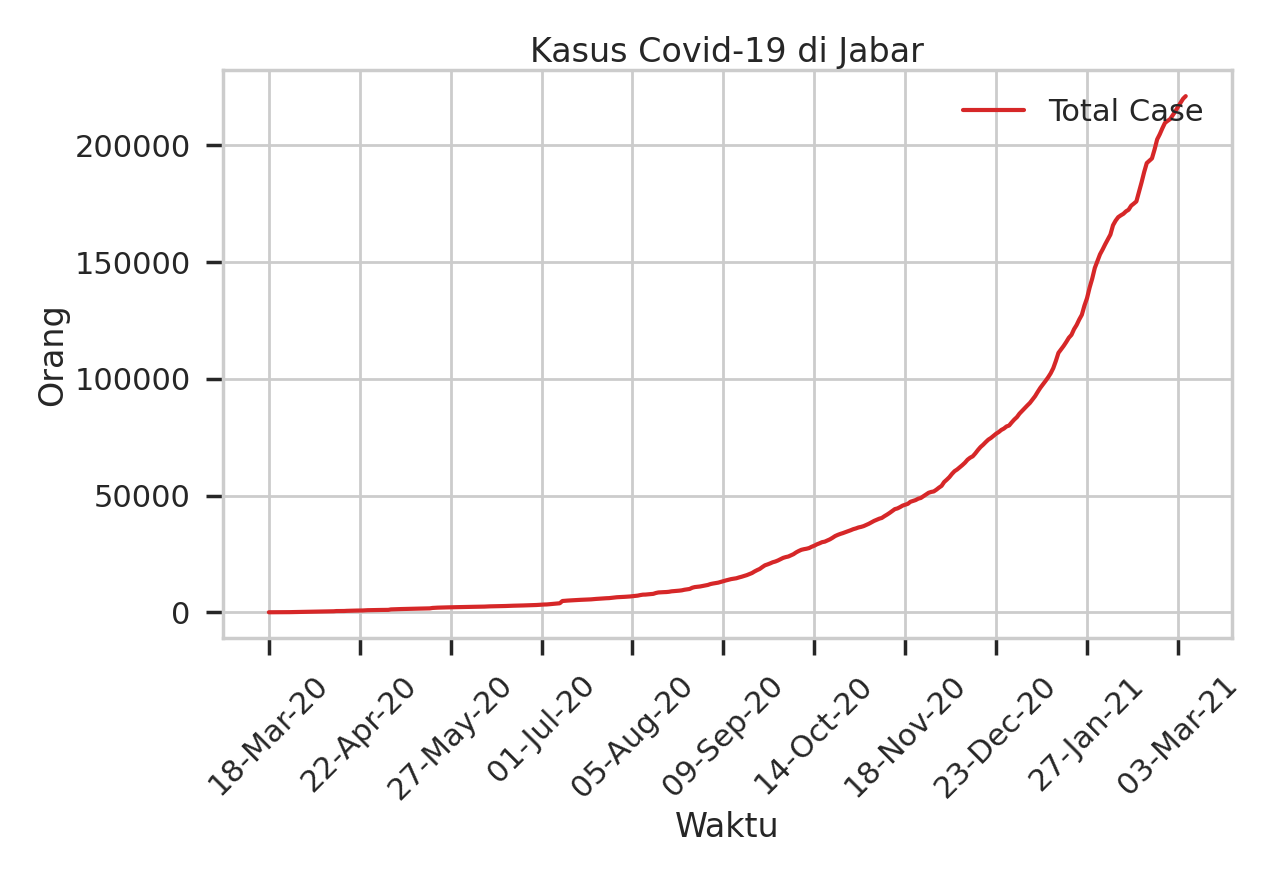 Kasus Covid-19 di Jabar
Total Case
Orang
200000
150000
100000
50000
0
18-Mar-20
22-Apr-20
27-May-20
01-Jul-20
05-Aug-20
09-Sep-20
14-Oct-20
18-Nov-20
23-Dec-20
27-Jan-21
03-Mar-21
Waktu